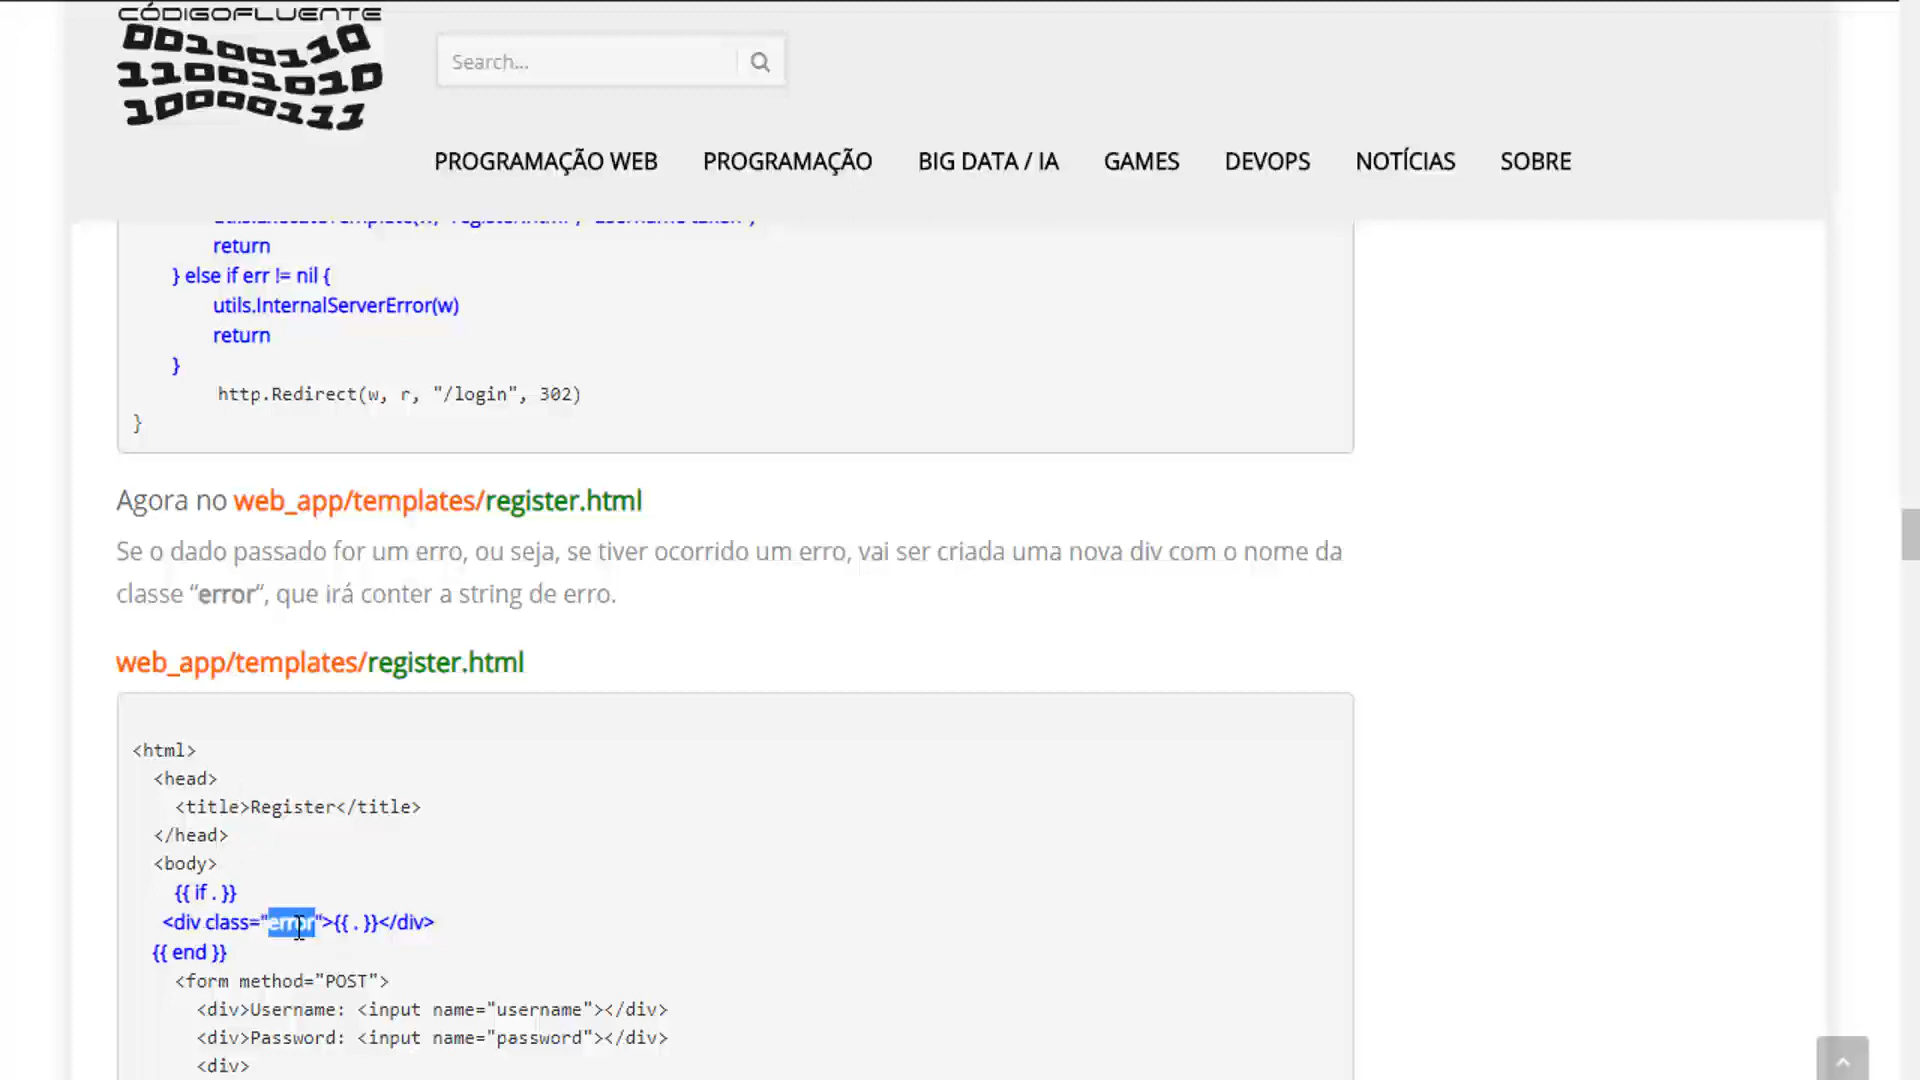 CÓDIGOFLUENTE
00100110
11001010
10000111
Search...
PROGRAMAÇÃO WEB PROGRAMAÇÃO BIG DATA / IA GAMES DEVOPS NOTÍCIAS SOBRE
return
} else if err != nil {
utils.InternalServerError(w)
return
}
http.Redirect(w, r, "/login", 302)
}
Agora no web_app/templates/register.html
Se o dado passado for um erro, ou seja, se tiver ocorrido um erro, vai ser criada uma nova div com o nome da
classe “error“, que irá conter a string de erro.
web_app/templates/register.html
<html>
<head>
<title>Register</title>
</head>
<body>
{{ if . }}
<div class="error">{{ . }}</div>
{{ end }}
<form method="POST">
<div>Username: <input name="username"></div>
<div>Password: <input name="password"></div>
<div>